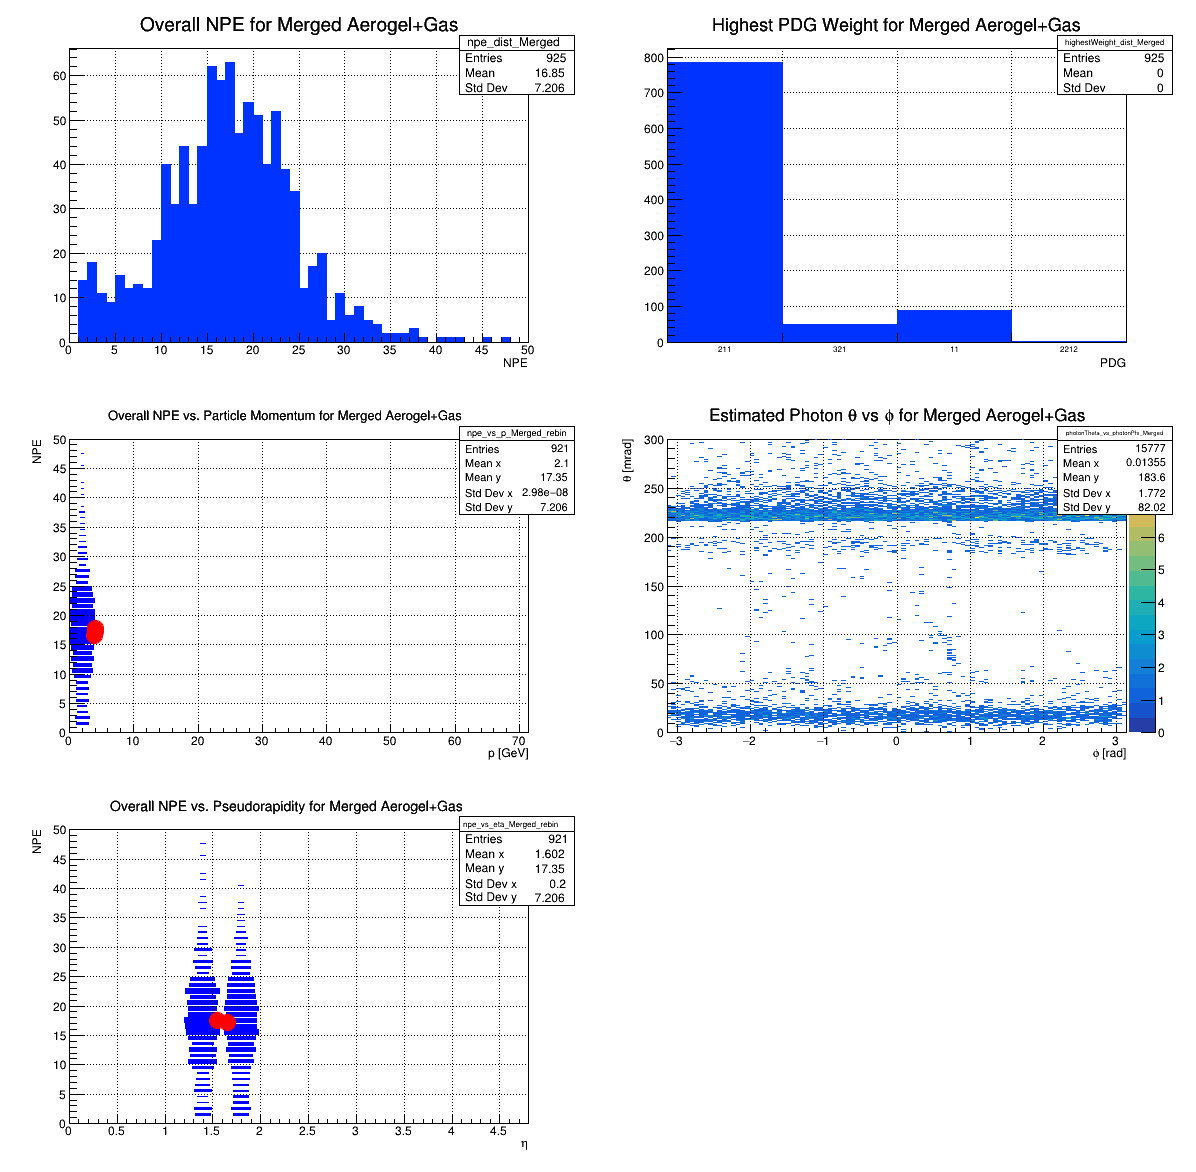 Overall NPE for Merged Aerogel+Gas
npe_dist_Merged
Entries 925
Mean 16.85
Std Dev 7.206
60
50
40
30
20
10
0
0 5 10 15 20 25 30 35 40 45 50
NPE
Highest PDG Weight for Merged Aerogel+Gas
highestWeight_dist_Merged
Entries 925
Mean 0
Std Dev 0
800
700
600
500
400
300
200
100
0
211 321 11 2212
PDG
Overall NPE vs. Particle Momentum for Merged Aerogel+Gas
npe_vs_p_Merged_rebin
Entries 921
Mean x 2.1
Mean y 17.35
Std Dev x 2.98e−08
Std Dev y 7.206
NPE
50
45
40
35
30
25
20
15
10
5
0
0 10 20 30 40 50 60 70
p [GeV]
Estimated Photon θ vs ϕ for Merged Aerogel+Gas
photonTheta_vs_photonPhi_Merged
Entries 15777
Mean x 0.01355
Mean y 183.6
Std Dev x 1.772
Std Dev y 82.02
θ [mrad]
300
250
200
150
100
50
0
−3 −2 −1 0 1 2 3
ϕ [rad]
6
5
4
3
2
1
0
Overall NPE vs. Pseudorapidity for Merged Aerogel+Gas
npe_vs_eta_Merged_rebin
Entries 921
Mean x 1.602
Mean y 17.35
Std Dev x 0.2
Std Dev y 7.206
NPE
50
45
40
35
30
25
20
15
10
5
0
0 0.5 1 1.5 2 2.5 3 3.5 4 4.5
η